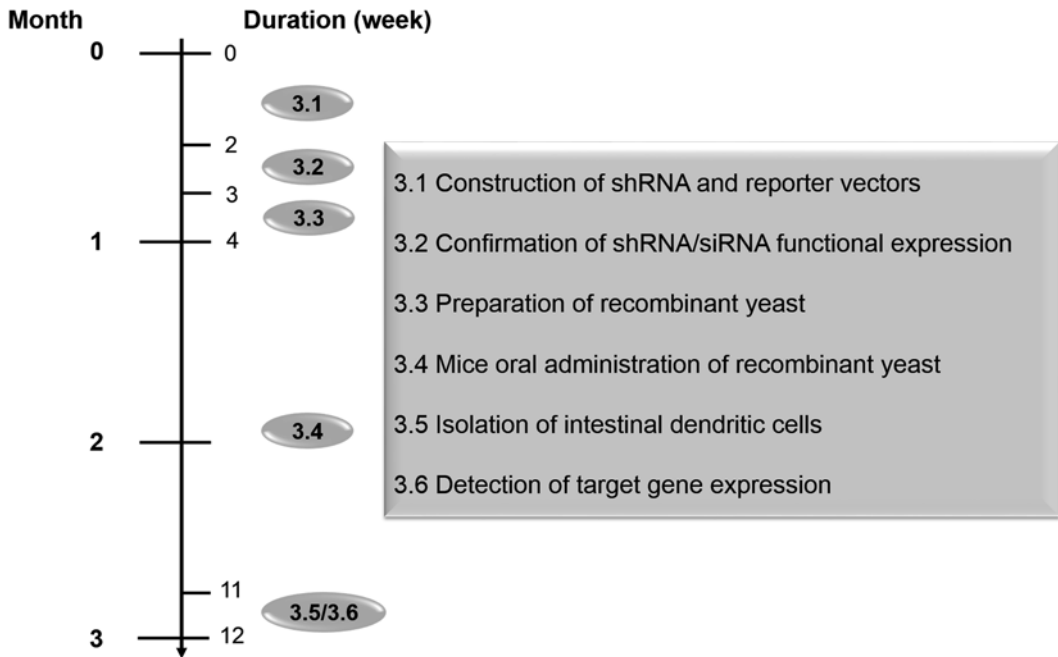 Month Duration (week)
0 0
3.1
2
3.2
3
3.3
1 4
3.4
2
11
3.5/3.6
3 12
3.1 Construction of shRNA and reporter vectors
3.2 Confirmation of shRNA/siRNA functional expression
3.3 Preparation of recombinant yeast
3.4 Mice oral administration of recombinant yeast
3.5 Isolation of intestinal dendritic cells
3.6 Detection of target gene expression